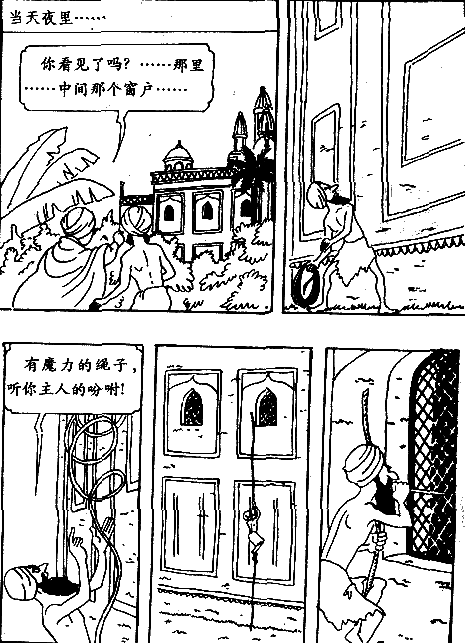 当天夜里……
你看见了吗？……那里
……中间那个窗户……
有魔力的绳子，
听你主人的吩咐！